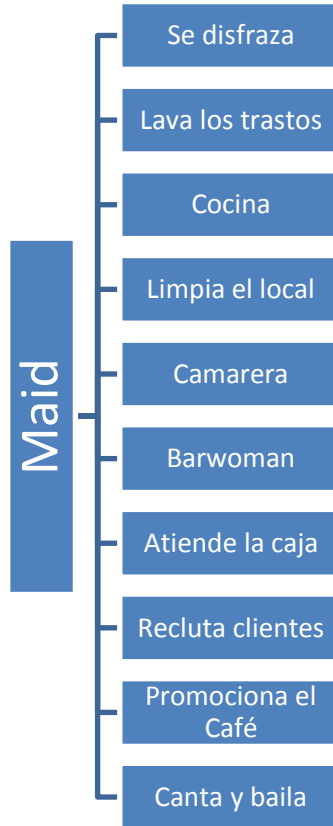 Maid
Se disfraza
Lava los trastos
Cocina
Limpia el local
Camarera
Barwoman
Atiende la caja
Recluta clientes
Promociona el
Café
Canta y baila